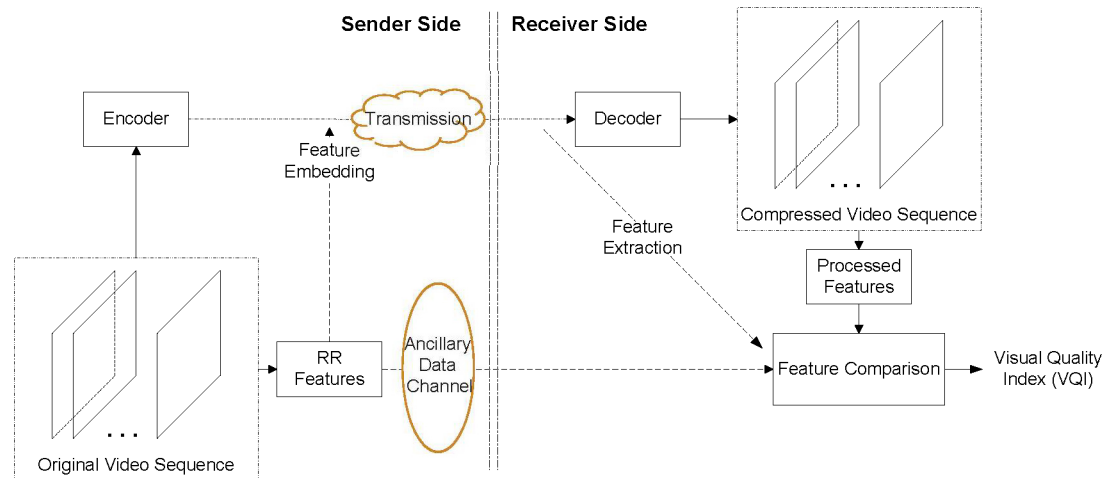 Sender Side
Receiver Side
Encoder
Transmission
Decoder
Feature
Embedding
. . .
Compressed Video Sequence
Feature
Extraction
Processed
Features
RR
Features
Ancillary
Data
Channel
Feature Comparison
Visual Quality
Index (VQI)
. . .
Original Video Sequence